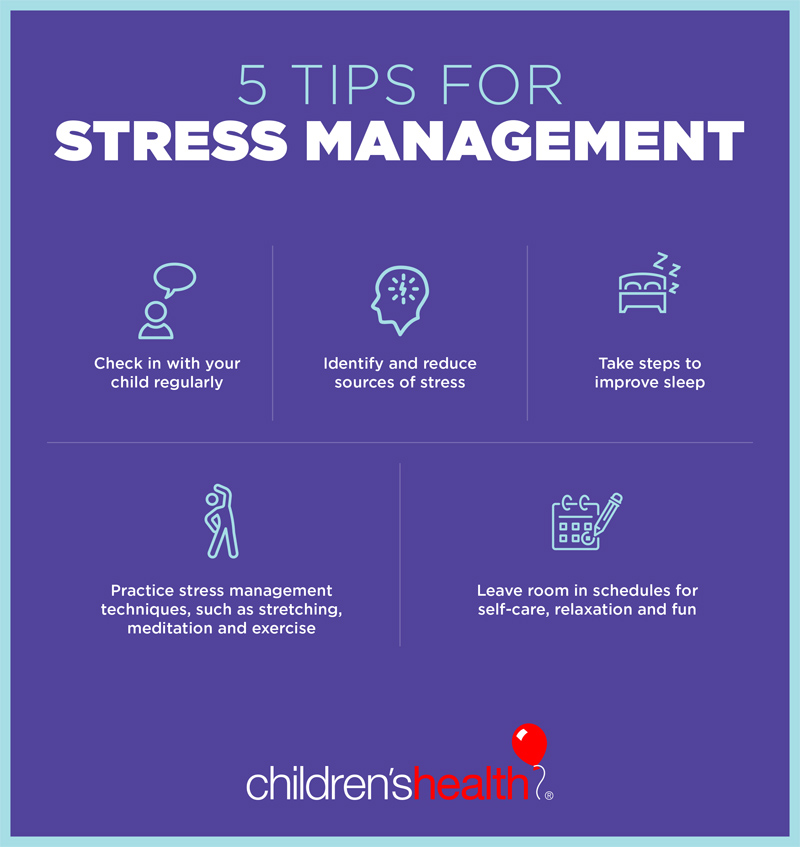 5 TIPS FOR
STRESS MANAGEMENT
Z Z Z
Check in with your
child regularly
Identify and reduce
sources of stress
Take steps to
improve sleep
Practice stress management
techniques, such as stretching,
meditation and exercise
Leave room in schedules for
self-care, relaxation and fun
children'shealth®